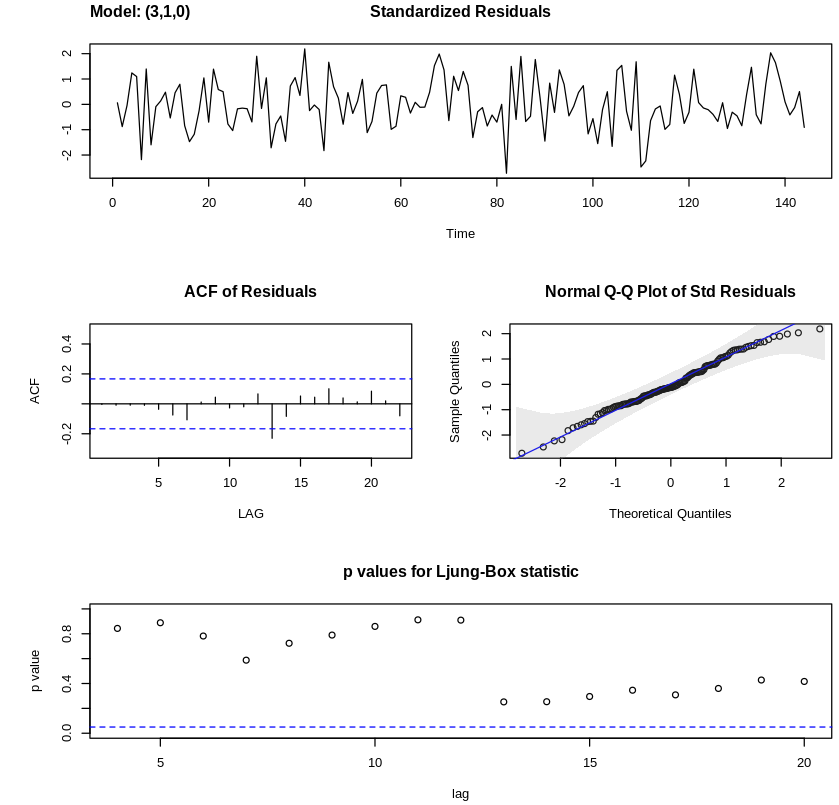 Model: (3,1,0) Standardized Residuals
2
1
0
-1
-2
0 20 40 60 80 100 120 140
Time
ACF of Residuals
ACF
0.4
0.2
-0.2
5 10 15 20
LAG
Normal Q-Q Plot of Std Residuals
Sample Quantiles
2
1
0
-1
-2
-2 -1 0 1 2
Theoretical Quantiles
p values for Ljung-Box statistic
p value
0.8
0.4
0.0
5 10 15 20
lag